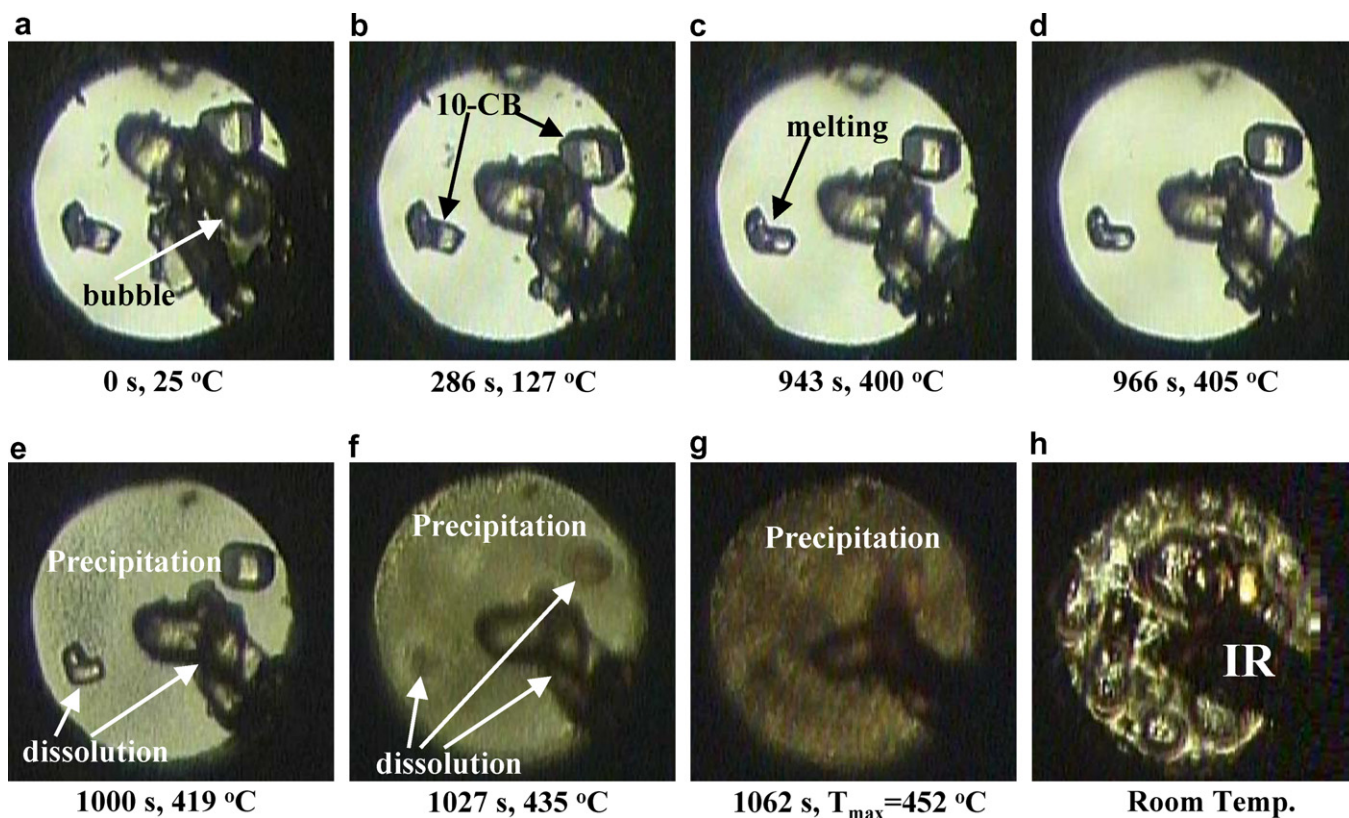 a
b
c
d
10-CB
melting
bubble
0 s, 25 °C
286 s, 127 °C
943 s, 400 °C
966 s, 405 °C
e
f
g
h
Precipitation
Precipitation
Precipitation
IR
dissolution
dissolution
1000 s, 419 °C
1027 s, 435 °C
1062 s, Tmax=452 °C
Room Temp.